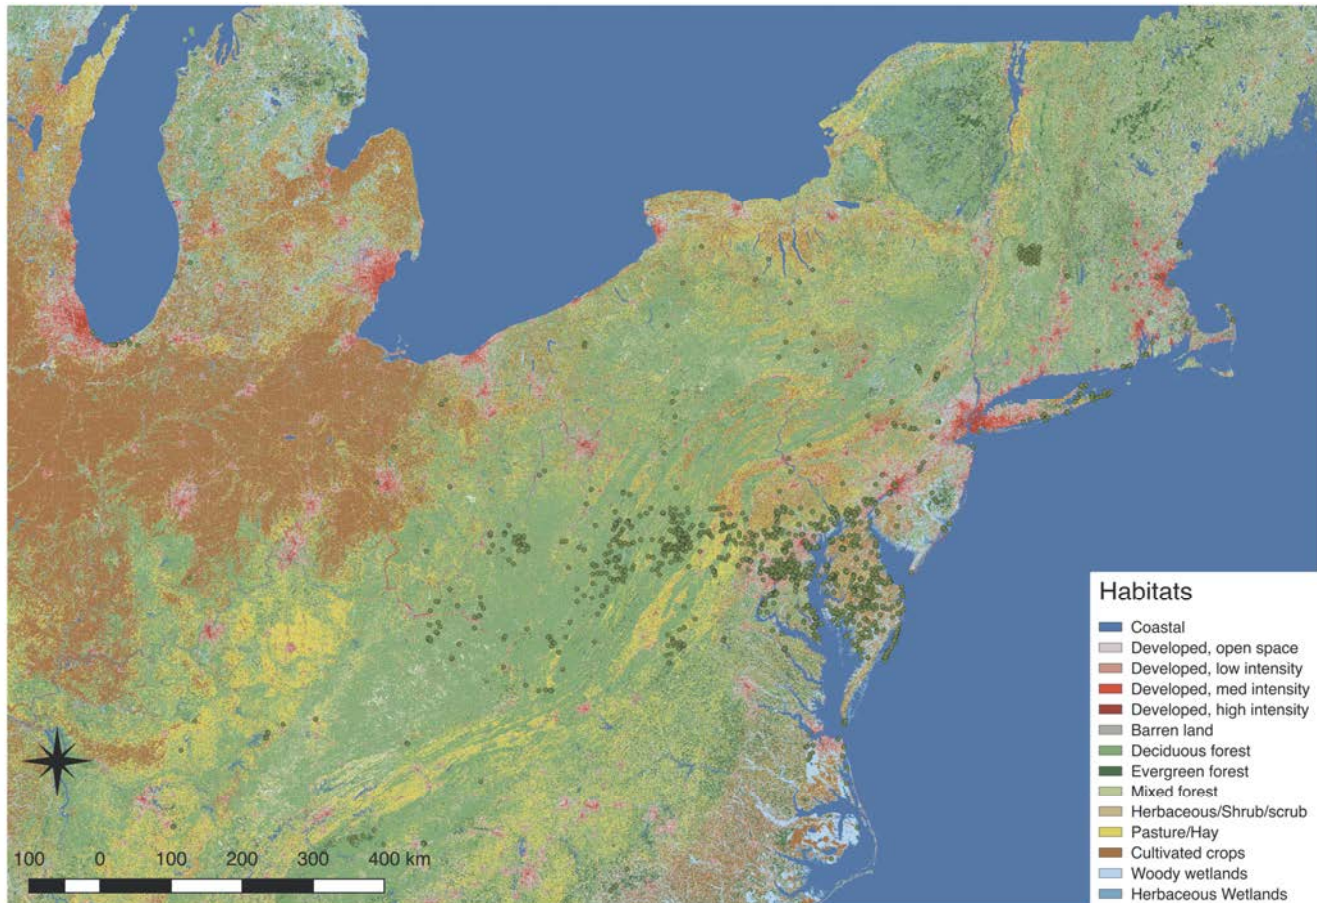 Habitats
Coastal
Developed, open space
Developed, low intensity
Developed, med intensity
Developed, high intensity
Barren land
Deciduous forest
Evergreen forest
Mixed forest
Herbaceous/Shrub/scrub
Pasture/Hay
Cultivated crops
Woody wetlands
Herbaceous Wetlands
100 0 100 200 300 400 km